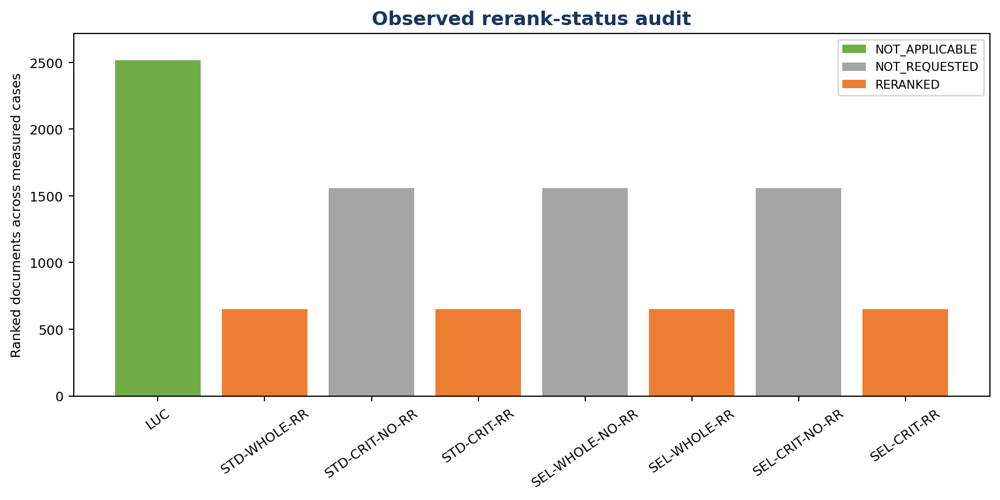 Observed rerank-status audit
Ranked documents across measured cases
2500
2000
1500
1000
500
0
NOT_APPLICABLE
NOT_REQUESTED
RERANKED
LUC
STD-WHOLE-RR
STD-CRIT-NO-RR
STD-CRIT-RR
SEL-WHOLE-NO-RR
SEL-WHOLE-RR
SEL-CRIT-NO-RR
SEL-CRIT-RR